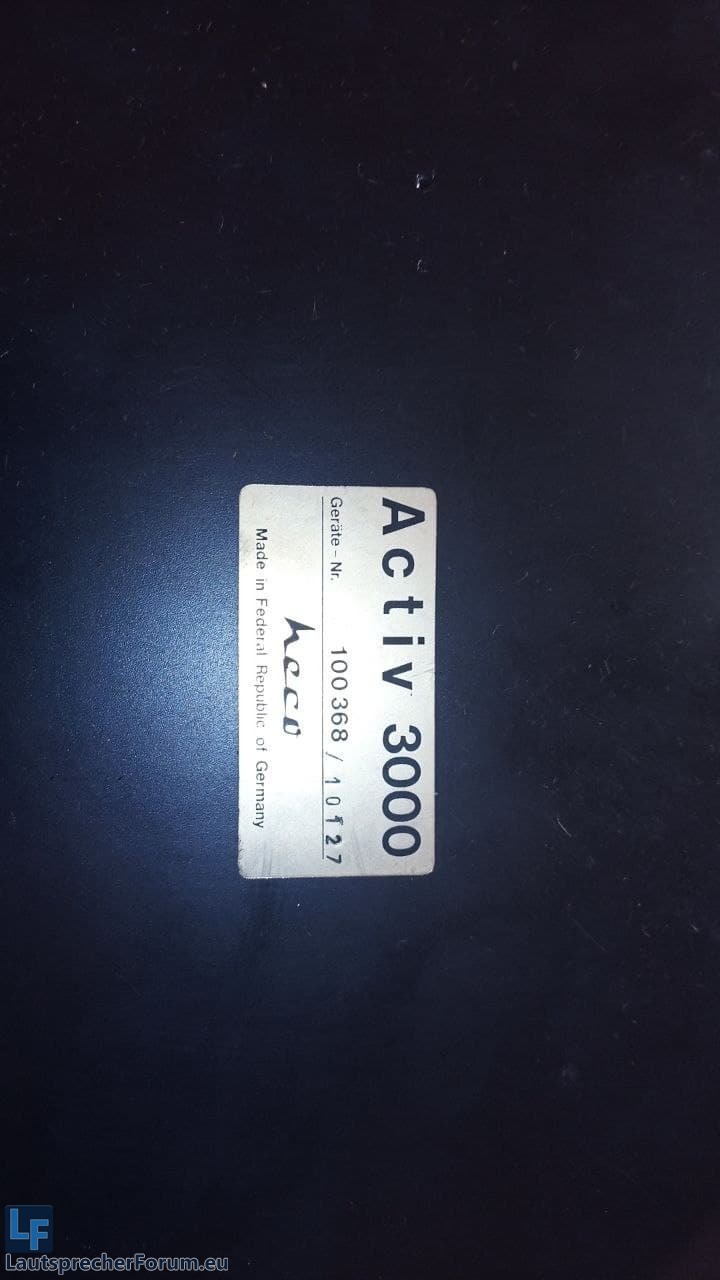 Activ 3000
Geräte-Nr. 100 368 / 10127
heco
Made in Federal Republic of Germany
LF
LautsprecherForum.eu